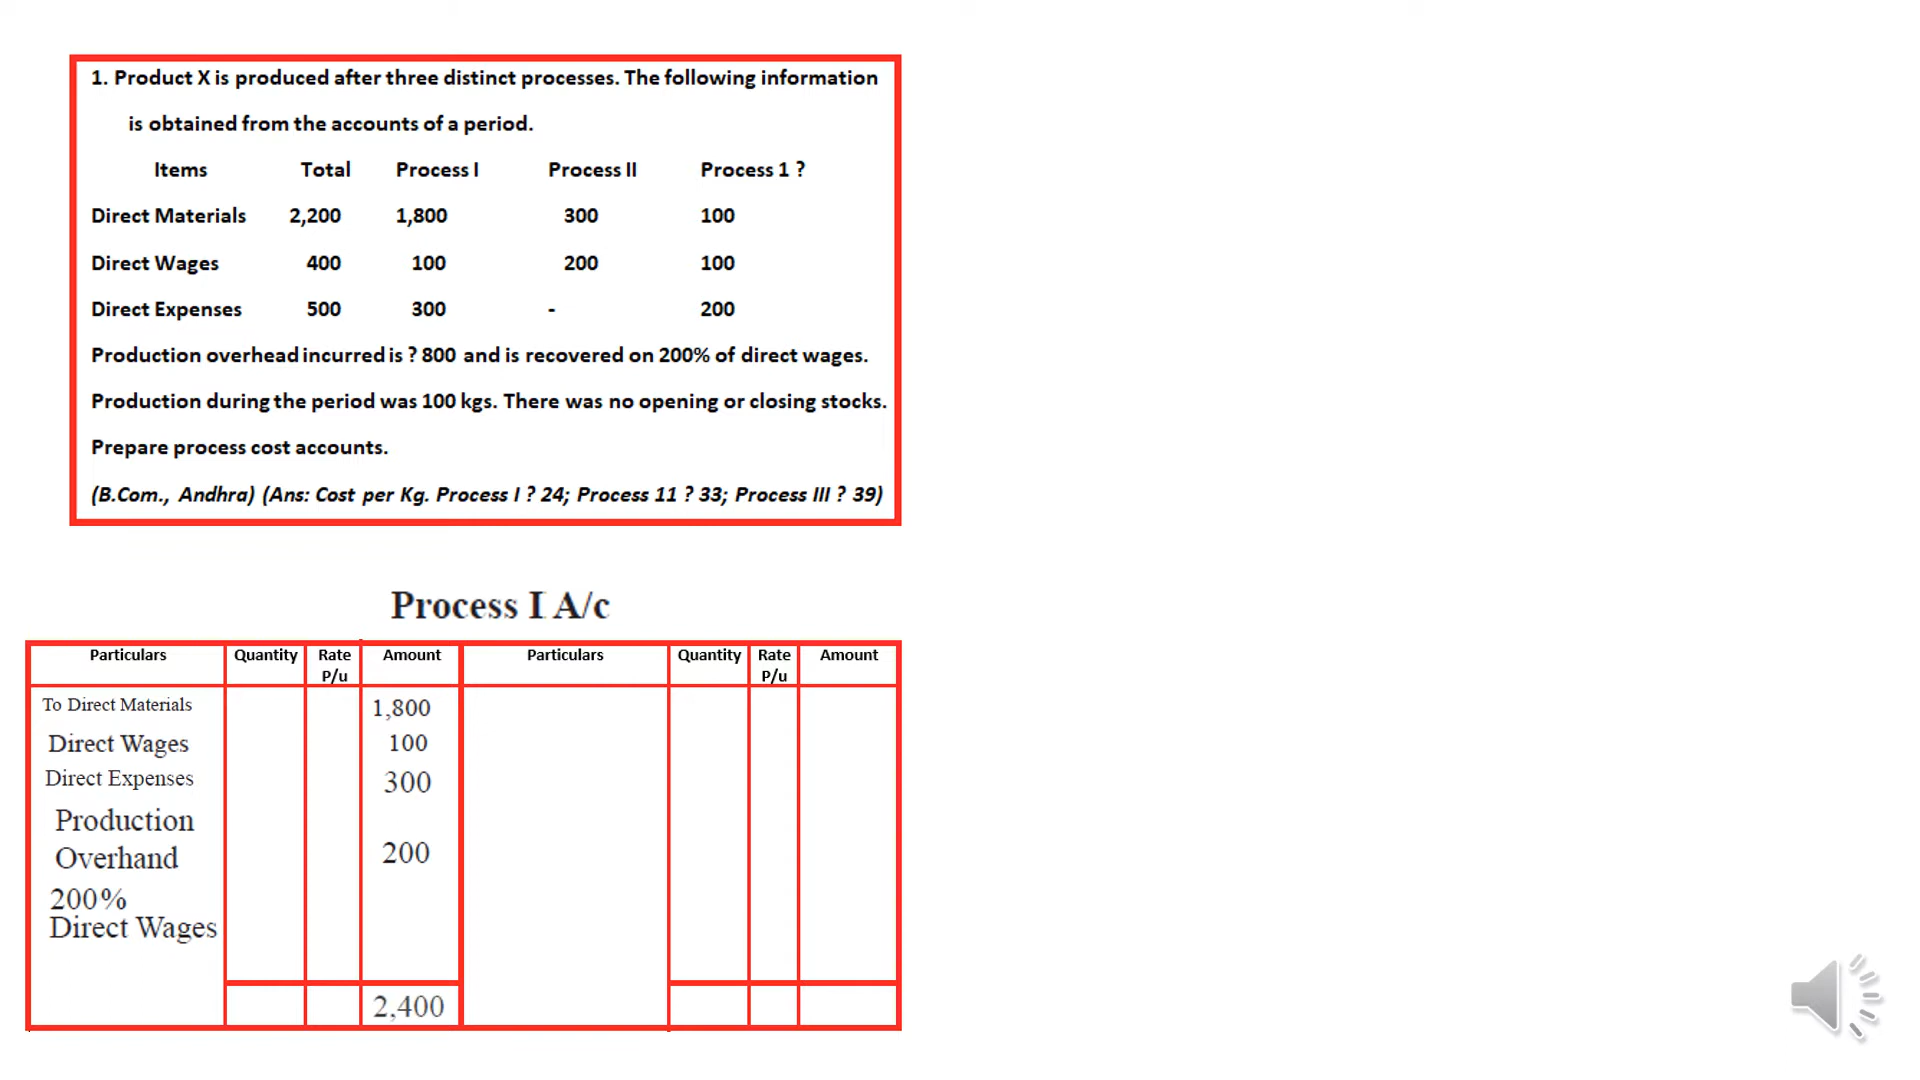 1. Product X is produced after three distinct processes. The following information
is obtained from the accounts of a period.
Items Total Process I Process II Process 1 ?
Direct Materials 2,200 1,800 300 100
Direct Wages 400 100 200 100
Direct Expenses 500 300 - 200
Production overhead incurred is ? 800 and is recovered on 200% of direct wages.
Production during the period was 100 kgs. There was no opening or closing stocks.
Prepare process cost accounts.
(B.Com., Andhra) (Ans: Cost per Kg. Process I ? 24; Process 11 ? 33; Process III ? 39)
Process I A/c
Particulars Quantity Rate P/u Amount Particulars Quantity Rate P/u Amount
To Direct Materials 1,800
Direct Wages 100
Direct Expenses 300
Production
Overhand 200
200%
Direct Wages
2,400